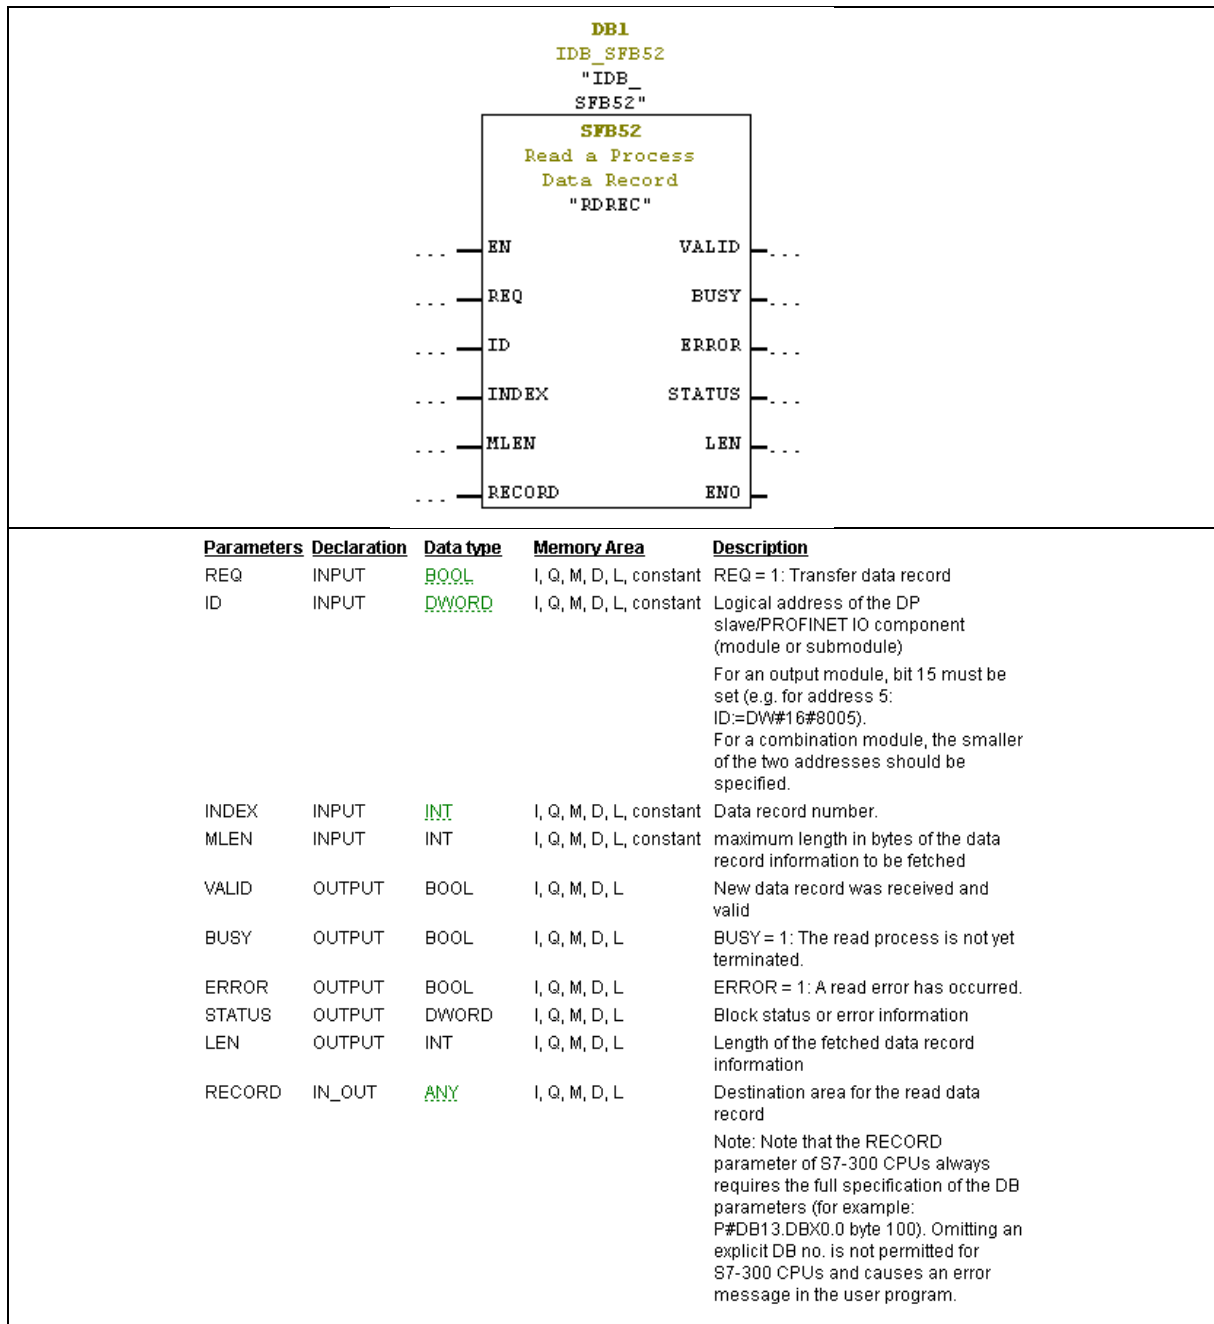 DB1
IDB_SFB52
"IDB_
SFB52"
SFB52
Read a Process
Data Record
"RDREC"
... EN VALID ...
... REQ BUSY ...
... ID ERROR ...
... INDEX STATUS ...
... MLEN LEN ...
... RECORD ENO
Parameters Declaration Data type Memory Area Description
REQ INPUT BOOL I, Q, M, D, L, constant REQ = 1: Transfer data record
ID INPUT DWORD I, Q, M, D, L, constant Logical address of the DP
slave/PROFINET IO component
(module or submodule)
For an output module, bit 15 must be
set (e.g. for address 5:
ID:=DW#16#8005).
For a combination module, the smaller
of the two addresses should be
specified.
INDEX INPUT INT I, Q, M, D, L, constant Data record number.
MLEN INPUT INT I, Q, M, D, L, constant maximum length in bytes of the data
record information to be fetched
VALID OUTPUT BOOL I, Q, M, D, L New data record was received and
valid
BUSY OUTPUT BOOL I, Q, M, D, L BUSY = 1: The read process is not yet
terminated.
ERROR OUTPUT BOOL I, Q, M, D, L ERROR = 1: A read error has occurred.
STATUS OUTPUT DWORD I, Q, M, D, L Block status or error information
LEN OUTPUT INT I, Q, M, D, L Length of the fetched data record
information
RECORD IN_OUT ANY I, Q, M, D, L Destination area for the read data
record
Note: Note that the RECORD
parameter of S7-300 CPUs always
requires the full specification of the DB
parameters (for example:
P#DB13.DBX0.0 byte 100). Omitting an
explicit DB no. is not permitted for
S7-300 CPUs and causes an error
message in the user program.